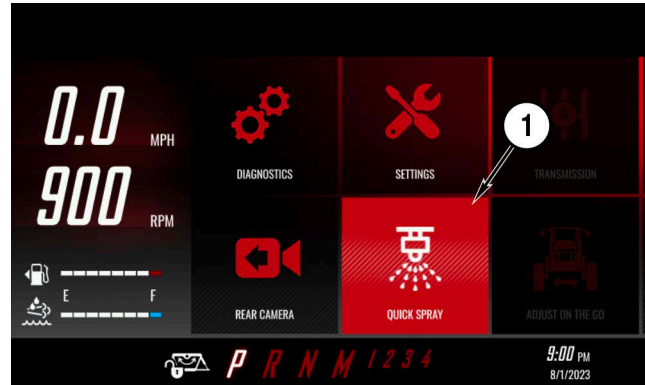 0.0 MPH
900 RPM
E F
DIAGNOSTICS
SETTINGS
1
TRANSMISSION
REAR CAMERA
QUICK SPRAY
ADJUST ON THE GO
P R N M 1 2 3 4
9:00 PM
8/1/2023